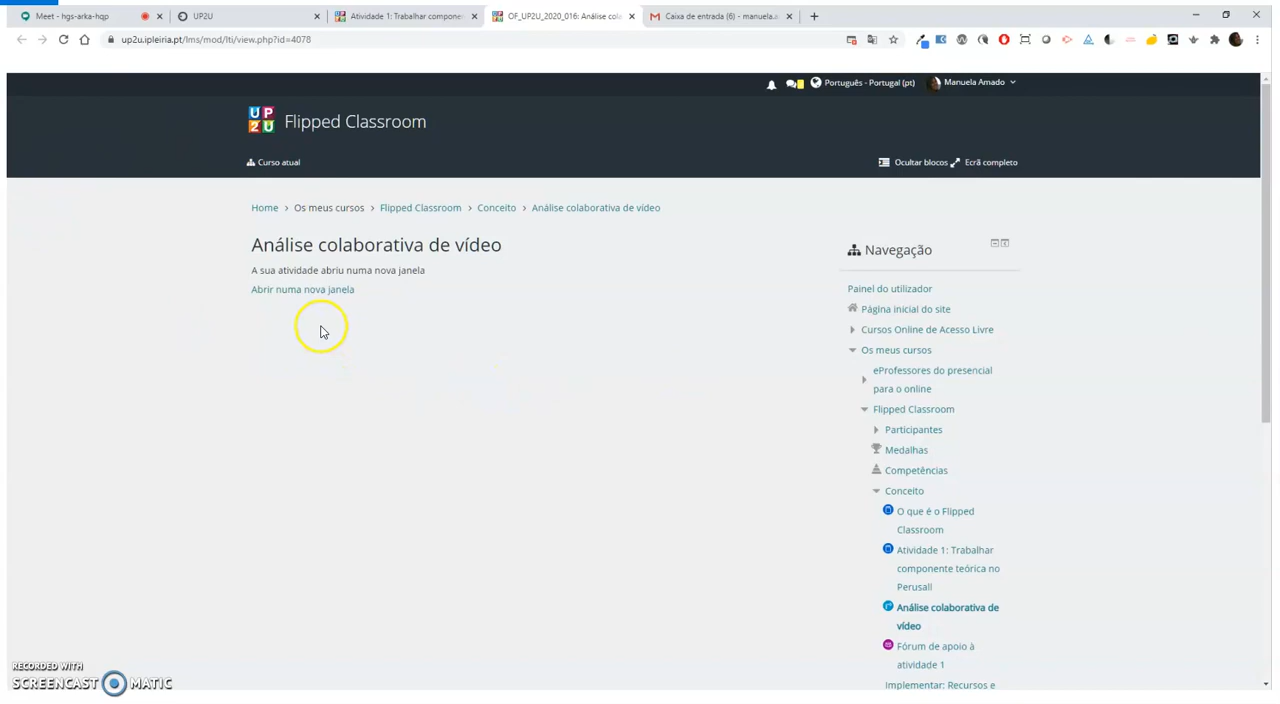 Meet - hgs-arka-hqp
UP2U
Atividade 1: Trabalhar compone
OF_UP2U_2020_016: Análise cola
Caixa de entrada (6) - manuela.
up2u.ipleiria.pt/lms/mod/lti/view.php?id=4078
Português - Portugal (pt)
Manuela Amado
UP2U
Flipped Classroom
Curso atual
Ocultar blocos
Ecrã completo
Home > Os meus cursos > Flipped Classroom > Conceito > Análise colaborativa de vídeo
Análise colaborativa de vídeo
A sua atividade abriu numa nova janela
Abrir numa nova janela
Navegação
Painel do utilizador
Página inicial do site
Cursos Online de Acesso Livre
Os meus cursos
eProfessores do presencial
para o online
Flipped Classroom
Participantes
Medalhas
Competências
Conceito
O que é o Flipped
Classroom
Atividade 1: Trabalhar
componente teórica no
Perusall
Análise colaborativa de
vídeo
Fórum de apoio à
atividade 1
Implementar: Recursos e
RECORDED WITH
SCREENCAST MATIC